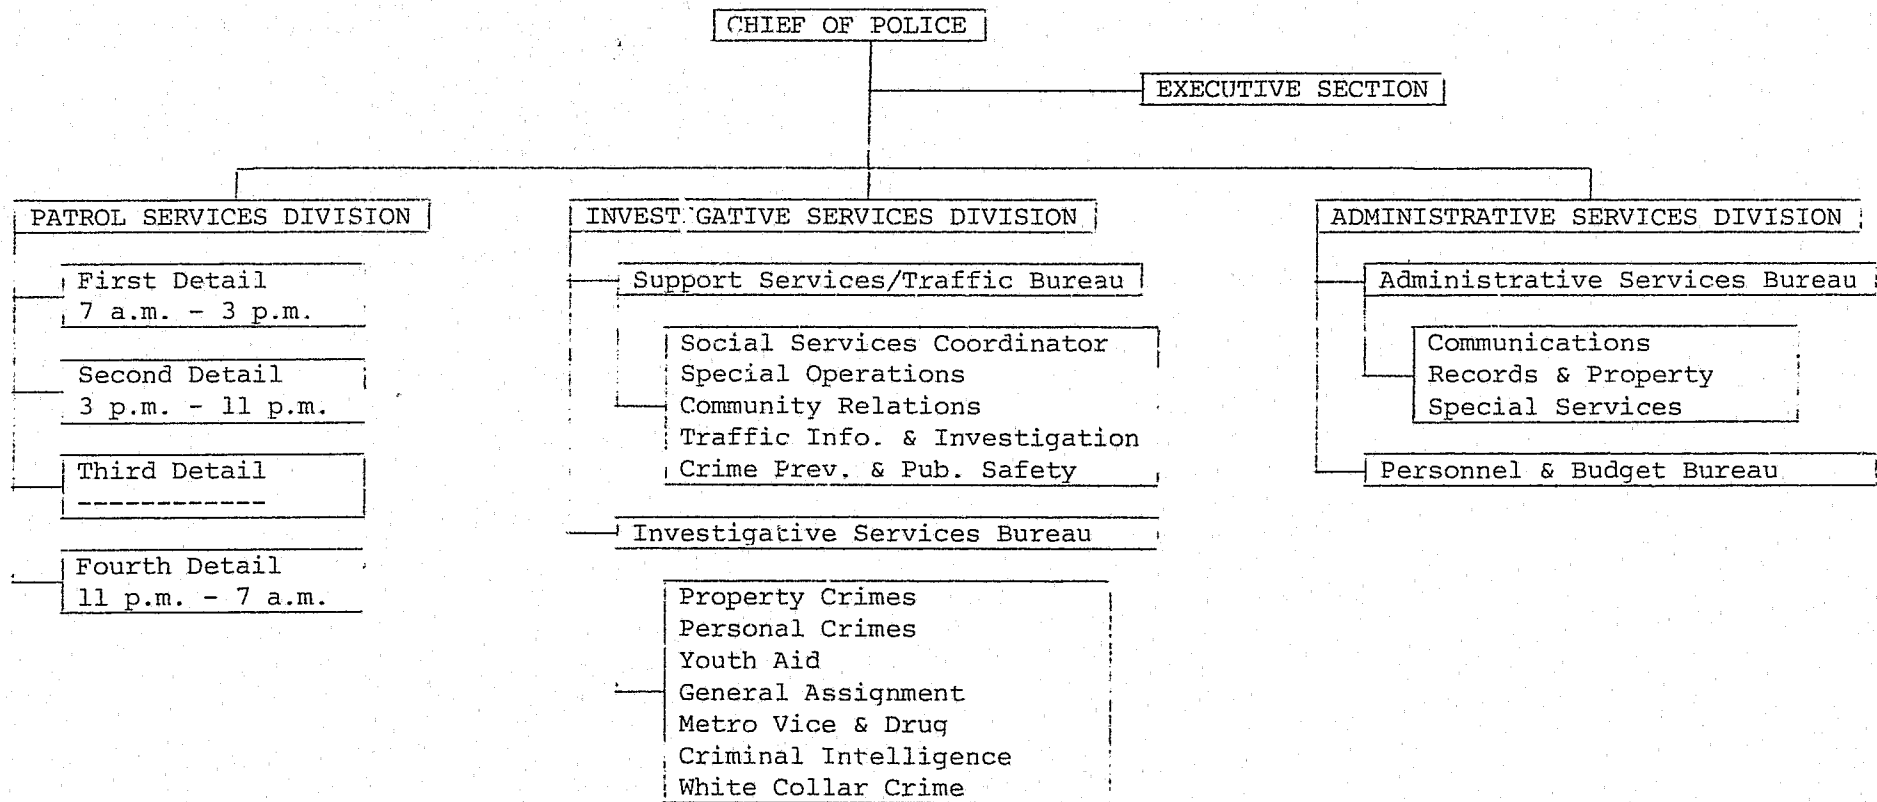 CHIEF OF POLICE
EXECUTIVE SECTION
PATROL SERVICES DIVISION
First Detail
7 a.m. - 3 p.m.
Second Detail
3 p.m. - 11 p.m.
Third Detail
------------
Fourth Detail
11 p.m. - 7 a.m.
INVESTIGATIVE SERVICES DIVISION
Support Services/Traffic Bureau
Social Services Coordinator
Special Operations
Community Relations
Traffic Info. & Investigation
Crime Prev. & Pub. Safety
Investigative Services Bureau
Property Crimes
Personal Crimes
Youth Aid
General Assignment
Metro Vice & Drug
Criminal Intelligence
White Collar Crime
ADMINISTRATIVE SERVICES DIVISION
Administrative Services Bureau
Communications
Records & Property
Special Services
Personnel & Budget Bureau